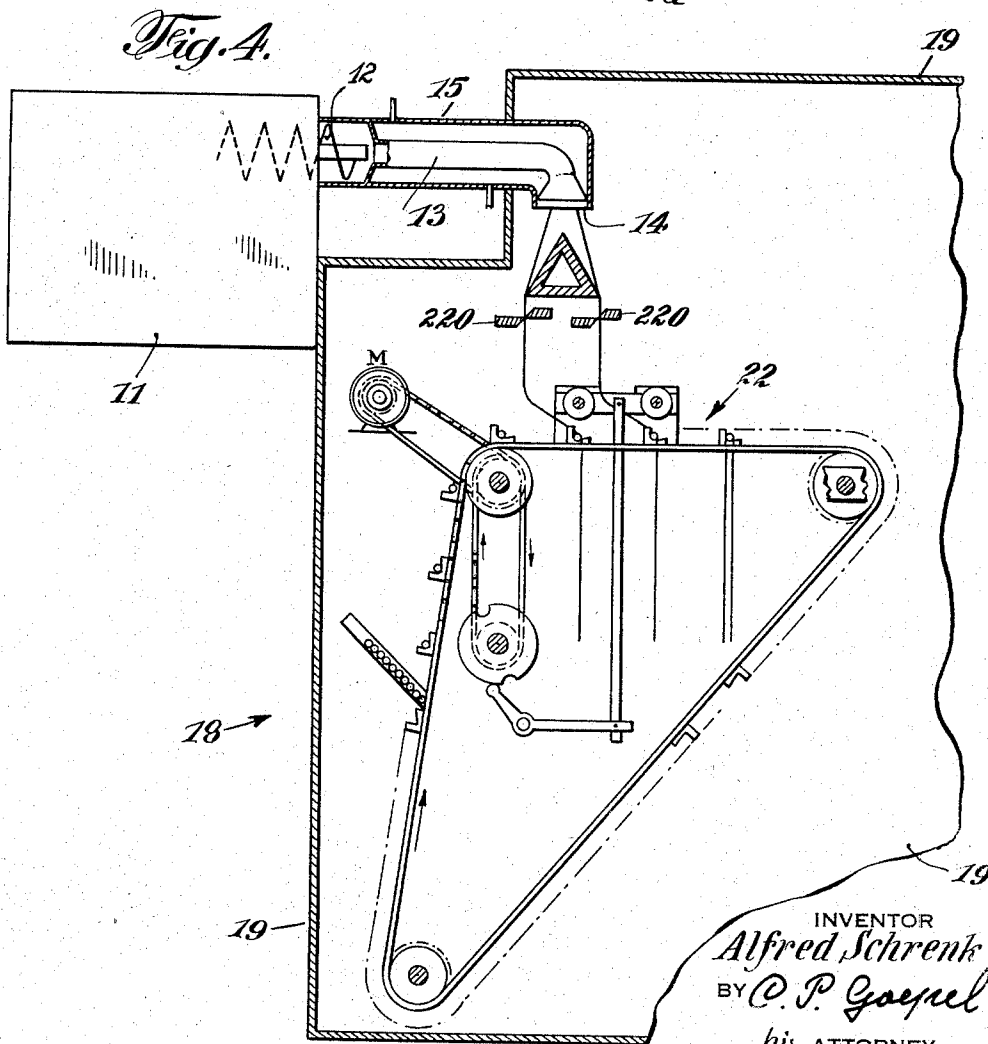 Fig. 4.
19
12
15
13
14
220
220
11
M
22
18
19
19
INVENTOR
Alfred Schrenk
BY C. P. Goepel
his ATTORNEY